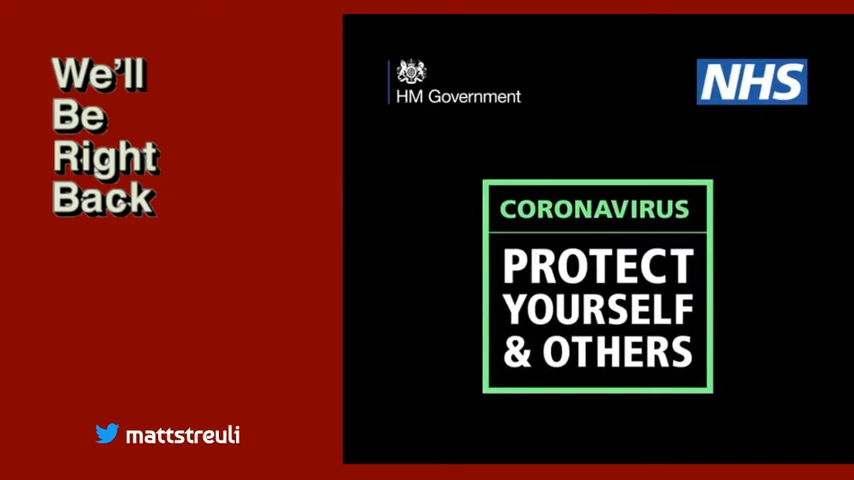 We'll
Be
Right
Back
HM Government
NHS
CORONAVIRUS
PROTECT
YOURSELF
& OTHERS
mattstreuli